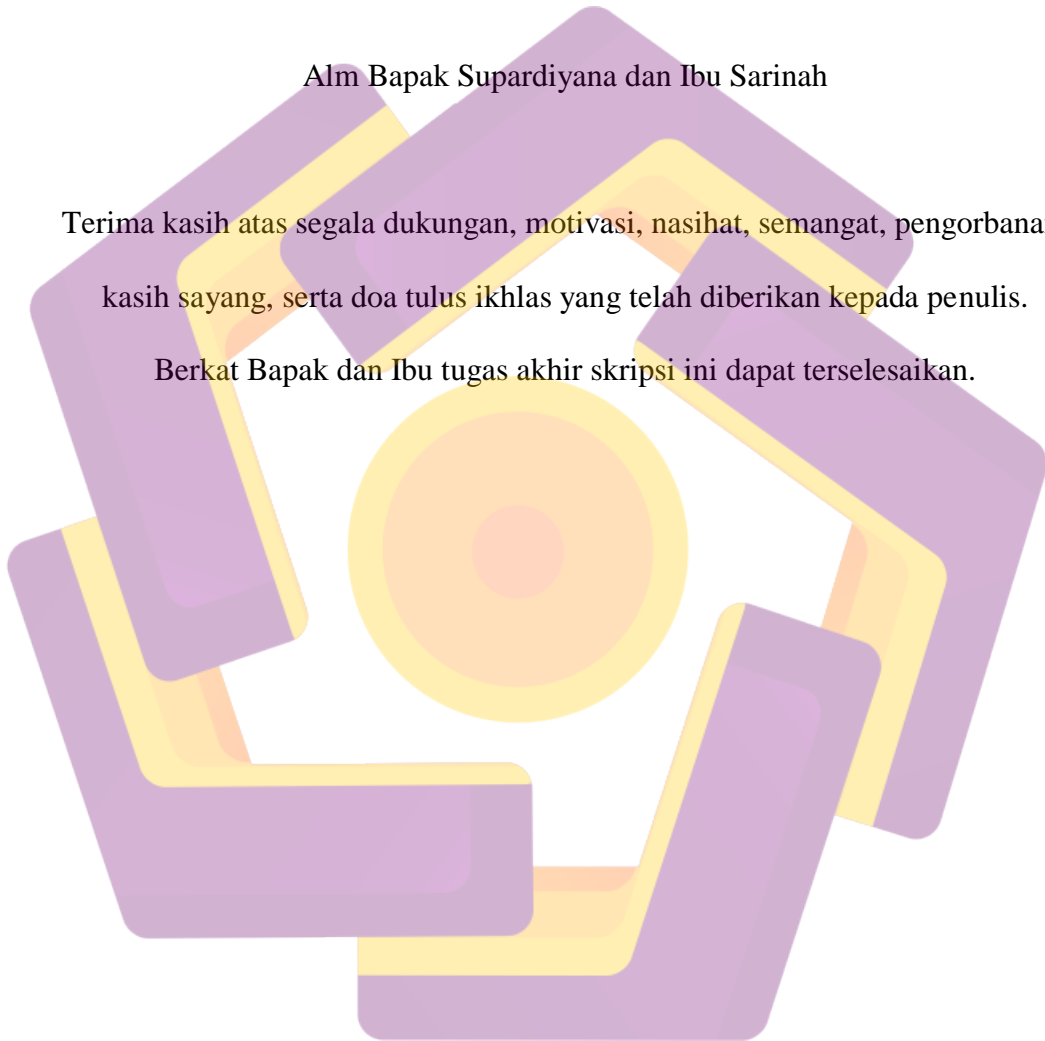 Alm Bapak Supardiyana dan Ibu Sarinah
Terima kasih atas segala dukungan, motivasi, nasihat, semangat, pengorbana
kasih sayang, serta doa tulus ikhlas yang telah diberikan kepada penulis.
Berkat Bapak dan Ibu tugas akhir skripsi ini dapat terselesaikan.